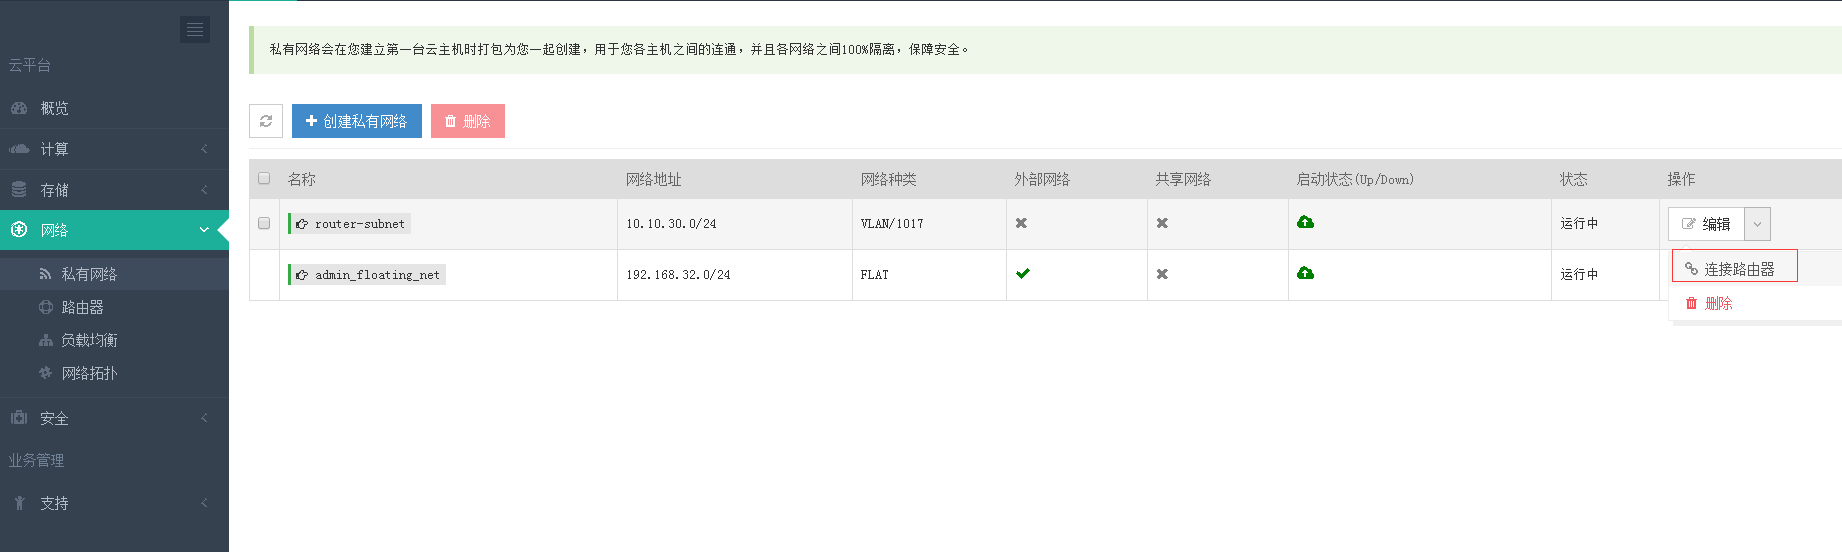 云平台
概览
计算
存储
网络
私有网络
路由器
负载均衡
网络拓扑
安全
业务管理
支持
私有网络会在您建立第一台云主机时打包为您一起创建，用于您各主机之间的连通，并且各网络之间100%隔离，保障安全。
创建私有网络 删除
名称 网络地址 网络种类 外部网络 共享网络 启动状态(Up/Down) 状态 操作
router-subnet 10.10.30.0/24 VLAN/1017 运行中 编辑
admin_floating_net 192.168.32.0/24 FLAT 运行中
连接路由器
删除